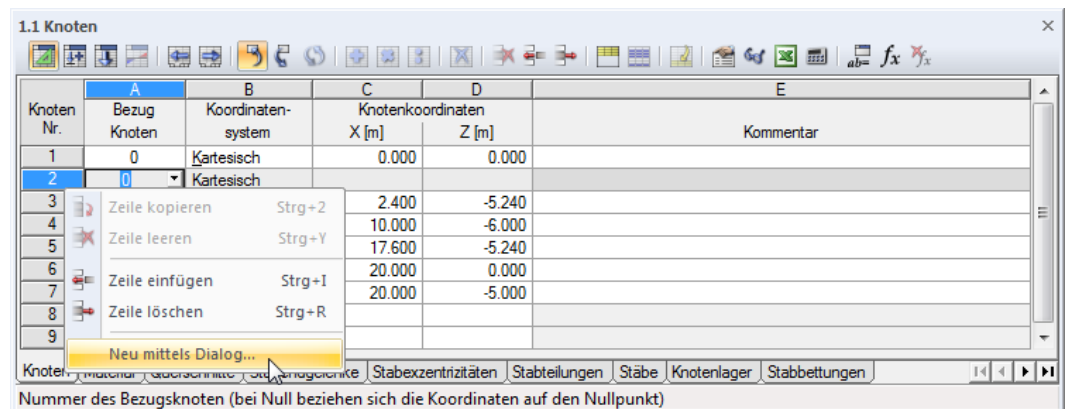 1.1 Knoten
A B C D E
Knoten Bezug Koordinaten- Knotenkoordinaten
Nr. Knoten system X [m] Z [m] Kommentar
1 0 Kartesisch 0.000 0.000
2 0 Kartesisch
3 2.400 -5.240
4 10.000 -6.000
5 17.600 -5.240
6 20.000 0.000
7 20.000 -5.000
8
9
Zeile kopieren Strg+2
Zeile leeren Strg+Y
Zeile einfügen Strg+I
Zeile löschen Strg+R
Neu mittels Dialog...
Knoten Stabexzentrizitäten Stabteilungen Stäbe Knotenlager Stabbettungen
Nummer des Bezugsknoten (bei Null beziehen sich die Koordinaten auf den Nullpunkt)